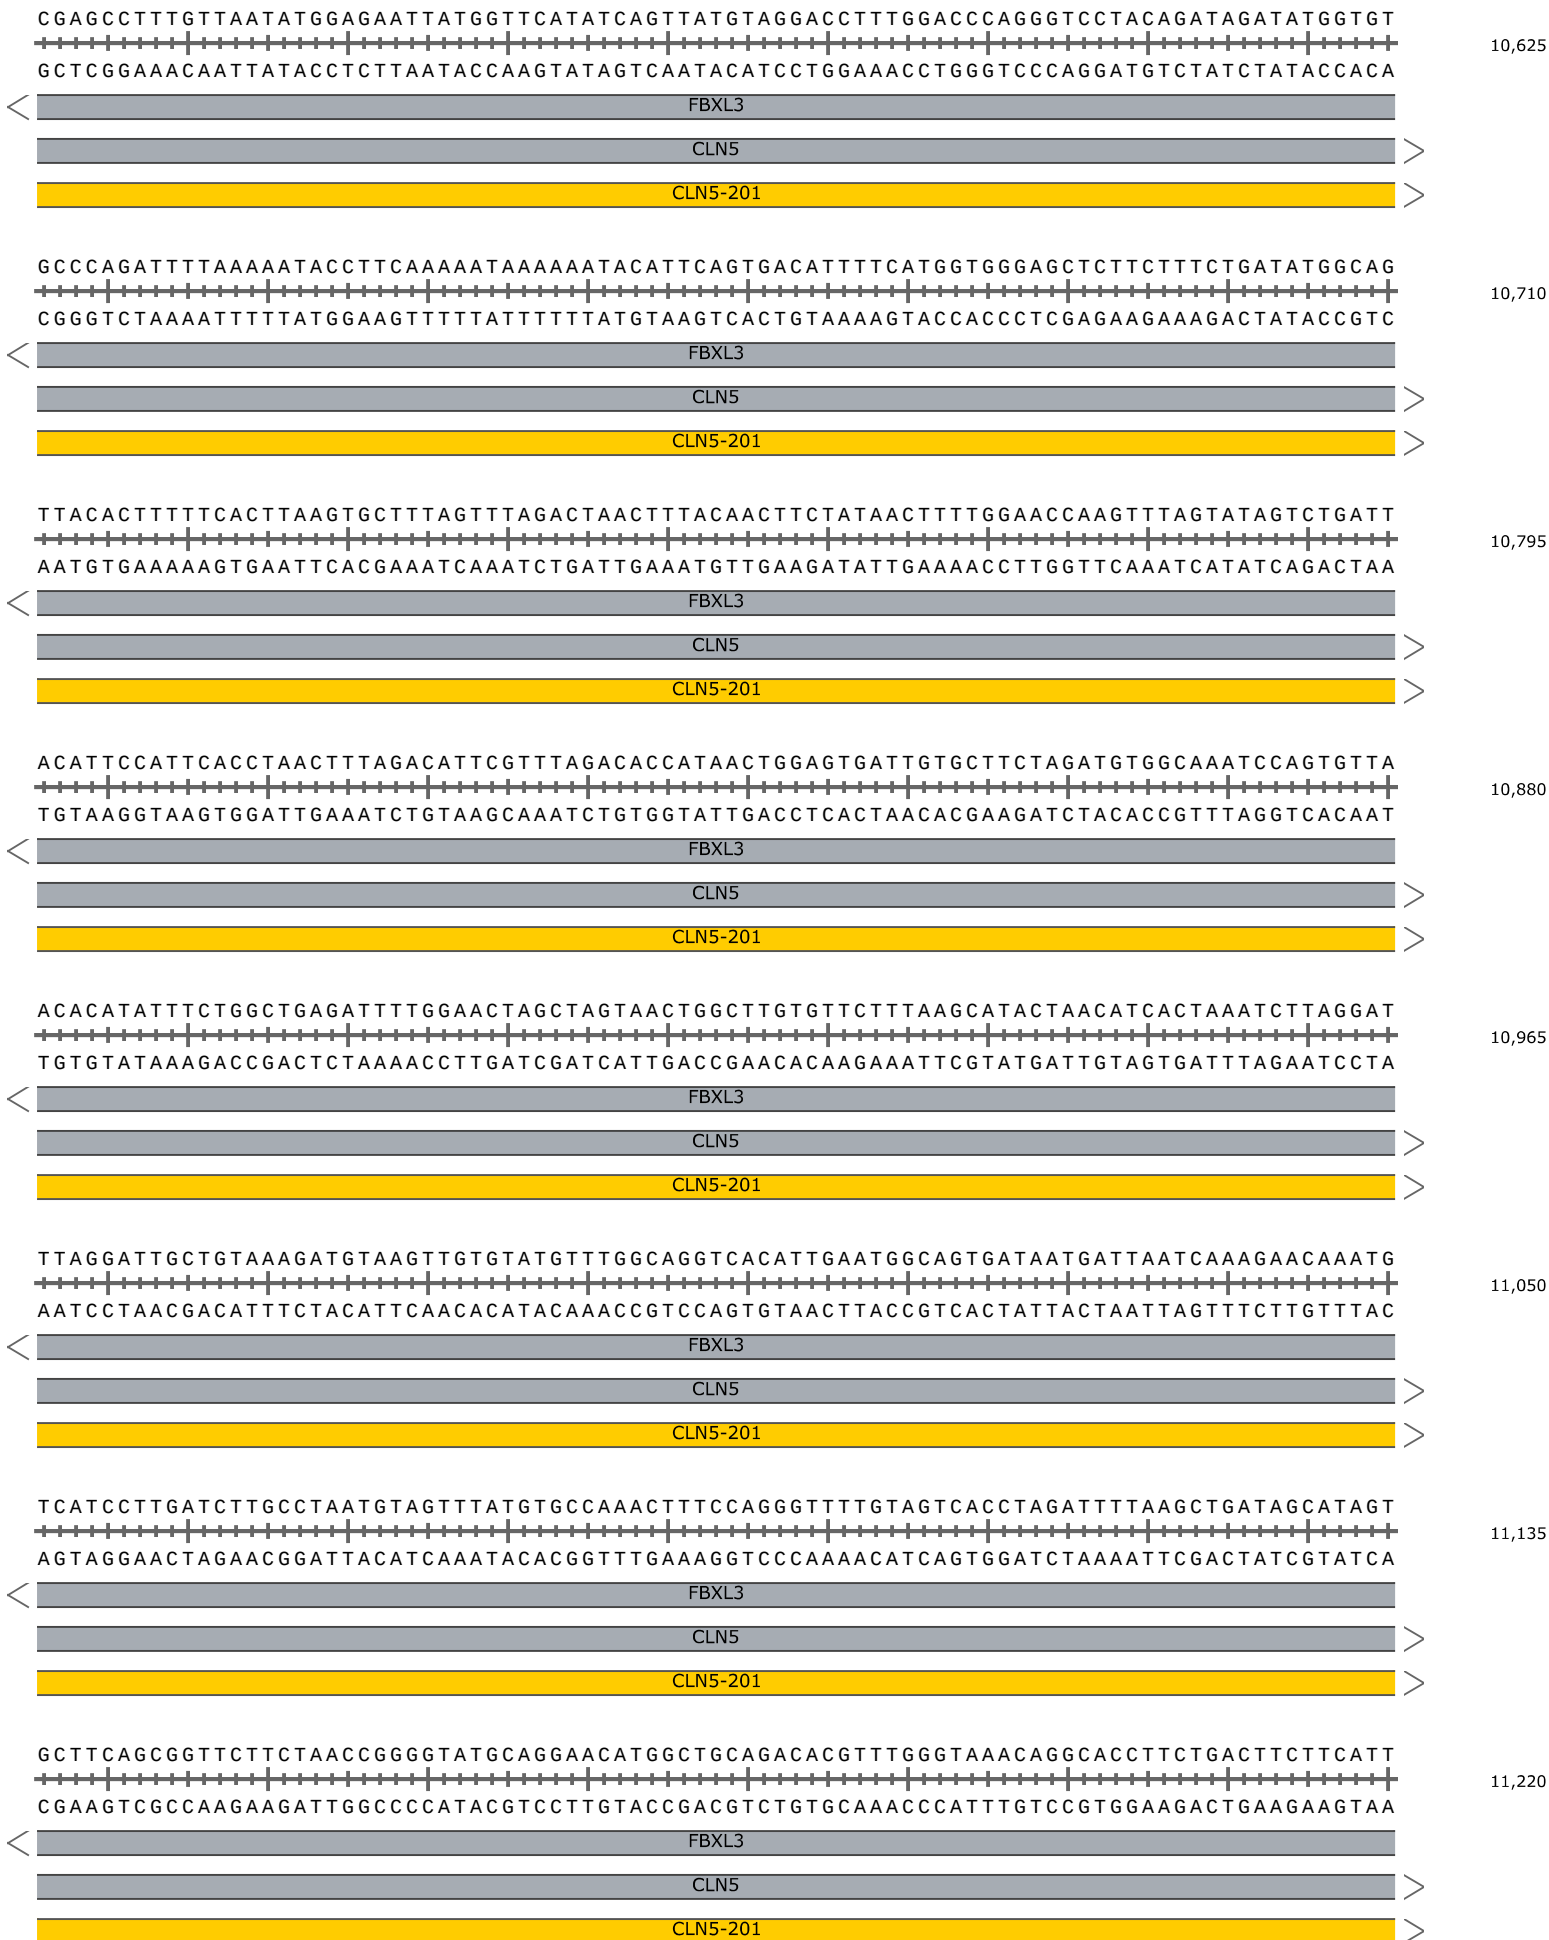 CGAGCCTTTGTTAATATGGAGAATTATGGTTCATATCAGTTATGTAGGACCTTTGGACCCAGGGTCCTACAGATAGATATGGTGT
10,625
GCTCGGAAACAATTATACCTCTTAATACCAAGTATAGTCAATACATCCTGGAAACCTGGGTCCCAGGATGTCTATCTATACCACA
FBXL3
CLN5
CLN5-201
GCCCAGATTTTAAAAATACCTTCAAAAATAAAAAATACATTCAGTGACATTTTCATGGTGGGAGCTCTTCTTTCTGATATGGCAG
10,710
CGGGTCTAAAATTTTTATGGAAGTTTTTATTTTTTATGTAAGTCACTGTAAAAGTACCACCCTCGAGAAGAAAGACTATACCGTC
FBXL3
CLN5
CLN5-201
TTACACTTTTTCACTTAAGTGCTTTAGTTTAGACTAACTTTACAACTTCTATAACTTTTGGAACCAAGTTTAGTATAGTCTGATT
10,795
AATGTGAAAAAGTGAATTCACGAAATCAAATCTGATTGAAATGTTGAAGATATTGAAAACCTTGGTTCAAATCATATCAGACTAA
FBXL3
CLN5
CLN5-201
ACATTCCATTCACCTAACTTTAGACATTCGTTTAGACACCATAACTGGAGTGATTGTGCTTCTAGATGTGGCAAATCCAGTGTTA
10,880
TGTAAGGTAAGTGGATTGAAATCTGTAAGCAAATCTGTGGTATTGACCTCACTAACACGAAGATCTACACCGTTTAGGTCACAAT
FBXL3
CLN5
CLN5-201
ACACATATTTCTGGCTGAGATTTTGGAACTAGCTAGTAACTGGCTTGTGTTCTTTAAGCATACTAACATCACTAAATCTTAGGAT
10,965
TGTGTATAAAGACCGACTCTAAAACCTTGATCGATCATTGACCGAACACAAGAAATTCGTATGATTGTAGTGATTTAGAATCCTA
FBXL3
CLN5
CLN5-201
TTAGGATTGCTGTAAAGATGTAAGTTGTGTATGTTTGGCAGGTCACATTGAATGGCAGTGATAATGATTAATCAAAGAACAAATG
11,050
AATCCTAACGACATTTCTACATTCAACACATACAAACCGTCCAGTGTAACTTACCGTCACTATTACTAATTAGTTTCTTGTTTAC
FBXL3
CLN5
CLN5-201
TCATCCTTGATCTTGCCTAATGTAGTTTATGTGCCAAACTTTCCAGGGTTTTGTAGTCACCTAGATTTTAAGCTGATAGCATAGT
11,135
AGTAGGAACTAGAACGGATTACATCAAATACACGGTTTGAAAGGTCCCAAAACATCAGTGGATCTAAAATTCGACTATCGTATCA
FBXL3
CLN5
CLN5-201
GCTTCAGCGGTTCTTCTAACCGGGGTATGCAGGAACATGGCTGCAGACACGTTTGGGTAAACAGGCACCTTCTGACTTCTTCATT
11,220
CGAAGTCGCCAAGAAGATTGGCCCCATACGTCCTTGTACCGACGTCTGTGCAAACCCATTTGTCCGTGGAAGACTGAAGAAGTAA
FBXL3
CLN5
CLN5-201